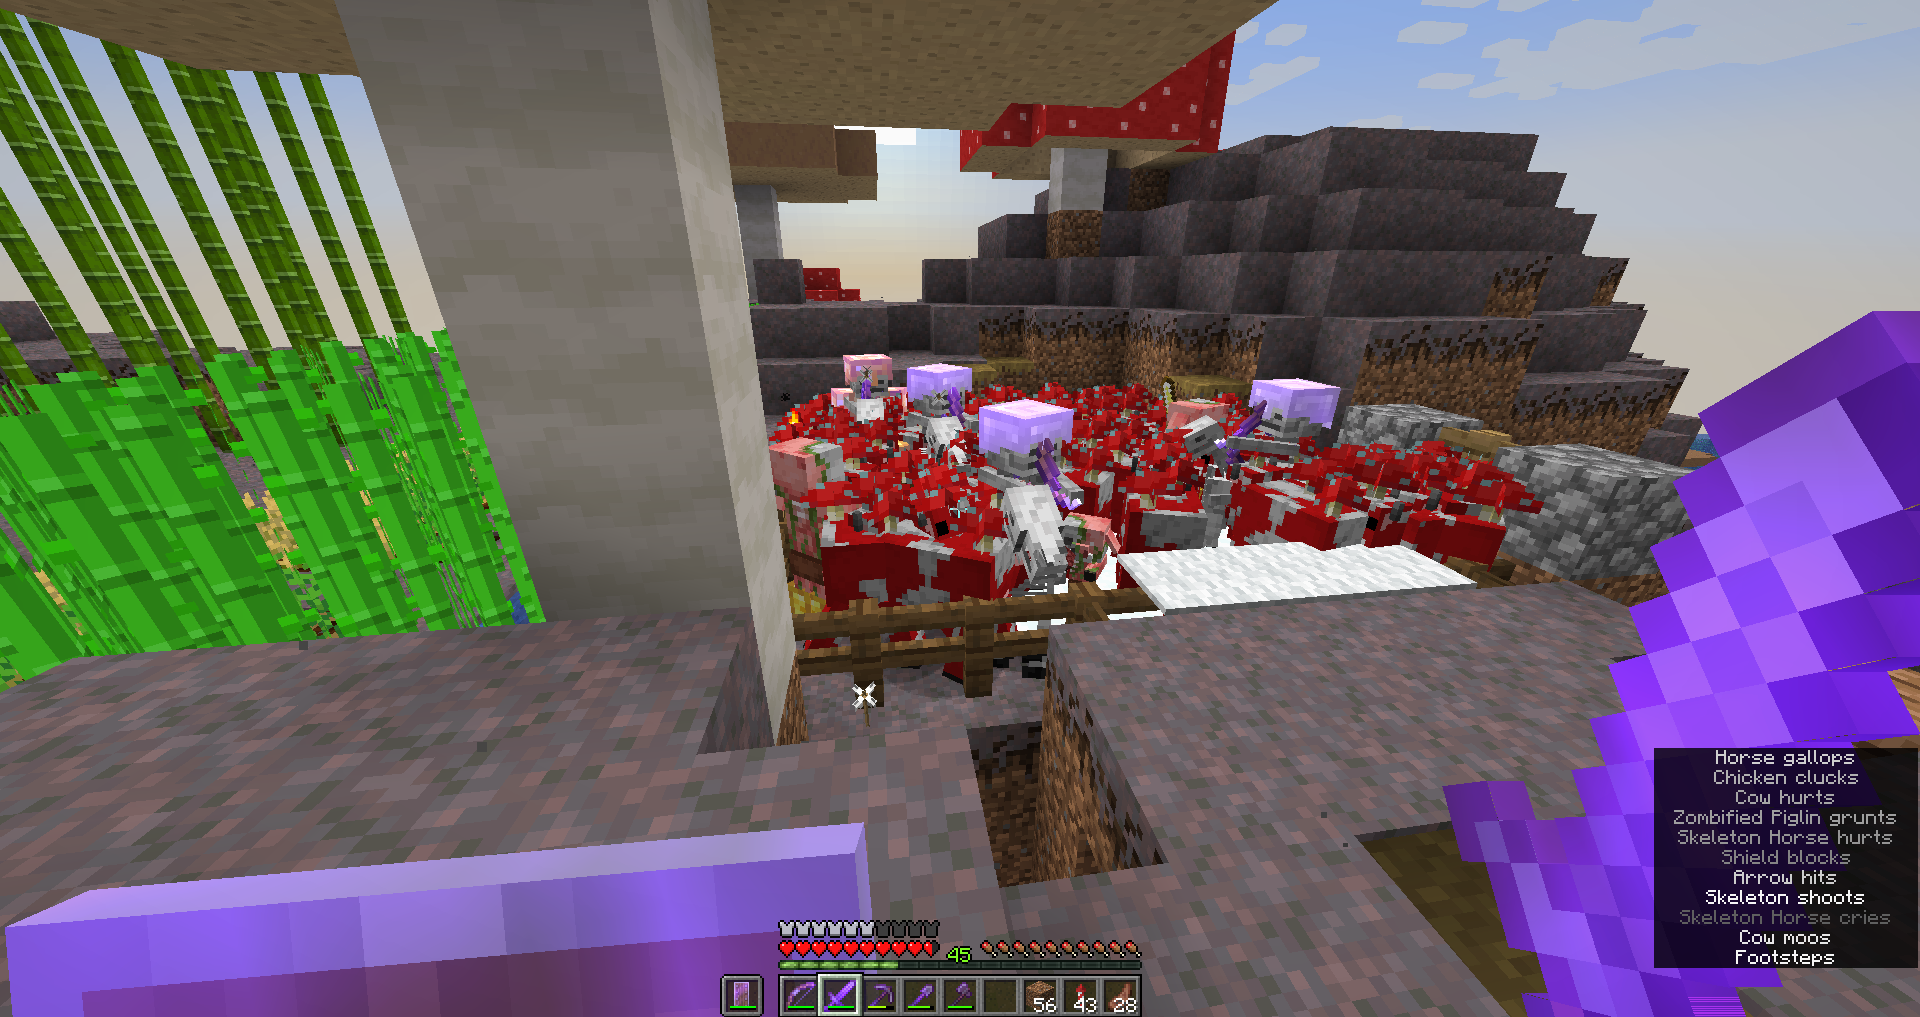 Horse gallops
Chicken clucks
Cow hurts
Zombified Piglin grunts
Skeleton Horse hurts
Shield blocks
Arrow hits
Skeleton shoots
Skeleton Horse cries
Cow moos
Footsteps
45
56 43 28